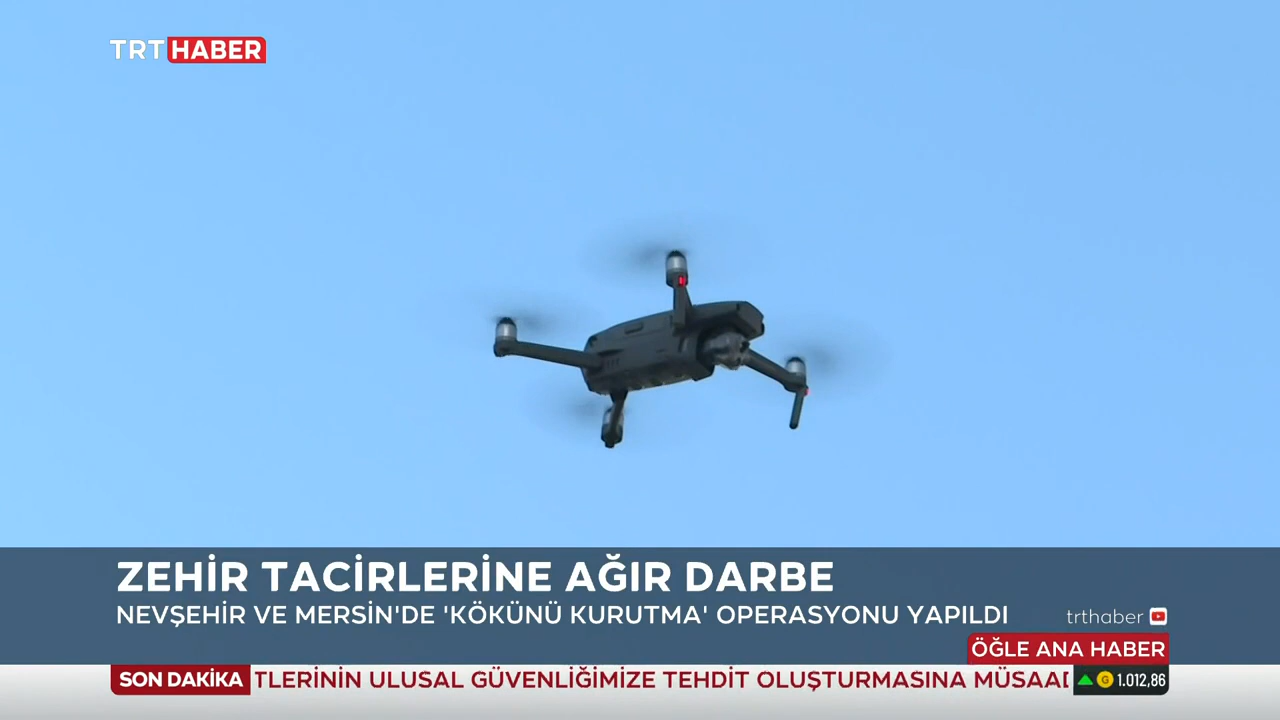 TRT HABER
ZEHİR TACİRLERİNE AĞIR DARBE
NEVŞEHİR VE MERSİN'DE 'KÖKÜNÜ KURUTMA' OPERASYONU YAPILDI
trthaber
ÖĞLE ANA HABER
SON DAKİKA
TLERİNİN ULUSAL GÜVENLİĞİMİZE TEHDİT OLUŞTURMASINA MÜSAAD
G 1.012,86